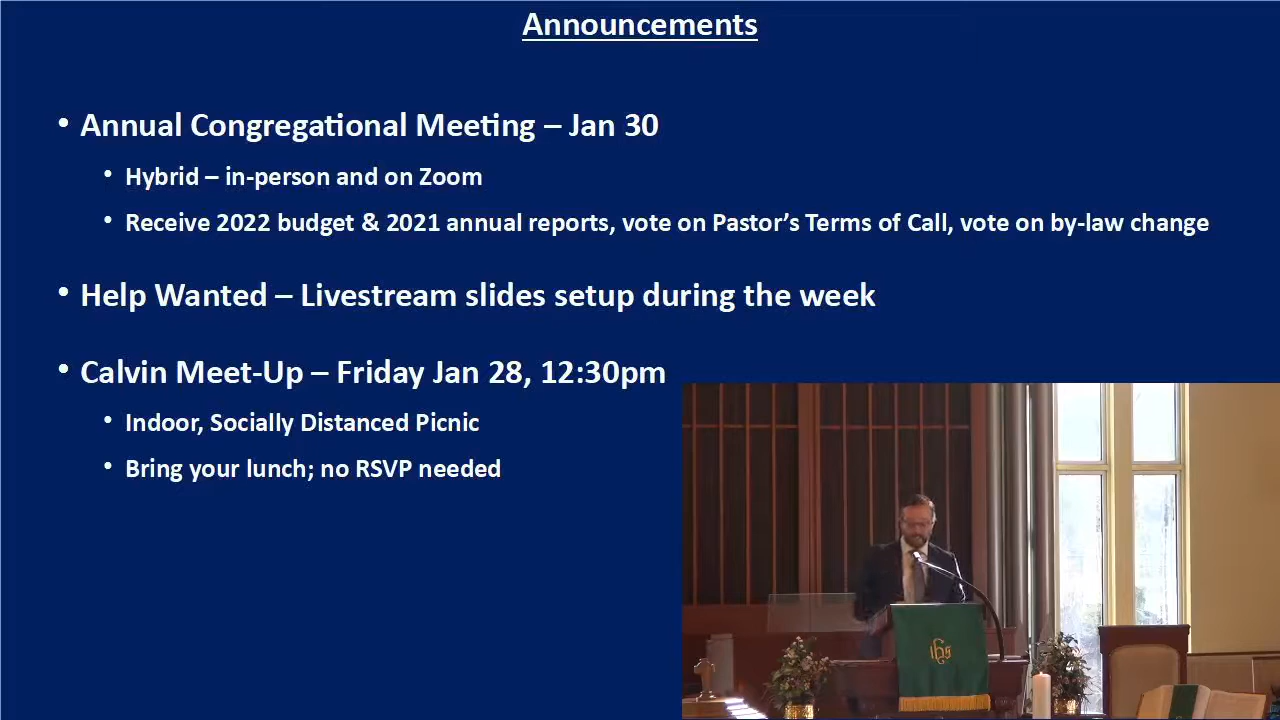 Announcements
• Annual Congregational Meeting – Jan 30
• Hybrid – in-person and on Zoom
• Receive 2022 budget & 2021 annual reports, vote on Pastor’s Terms of Call, vote on by-law change
• Help Wanted – Livestream slides setup during the week
• Calvin Meet-Up – Friday Jan 28, 12:30pm
• Indoor, Socially Distanced Picnic
• Bring your lunch; no RSVP needed
ihs